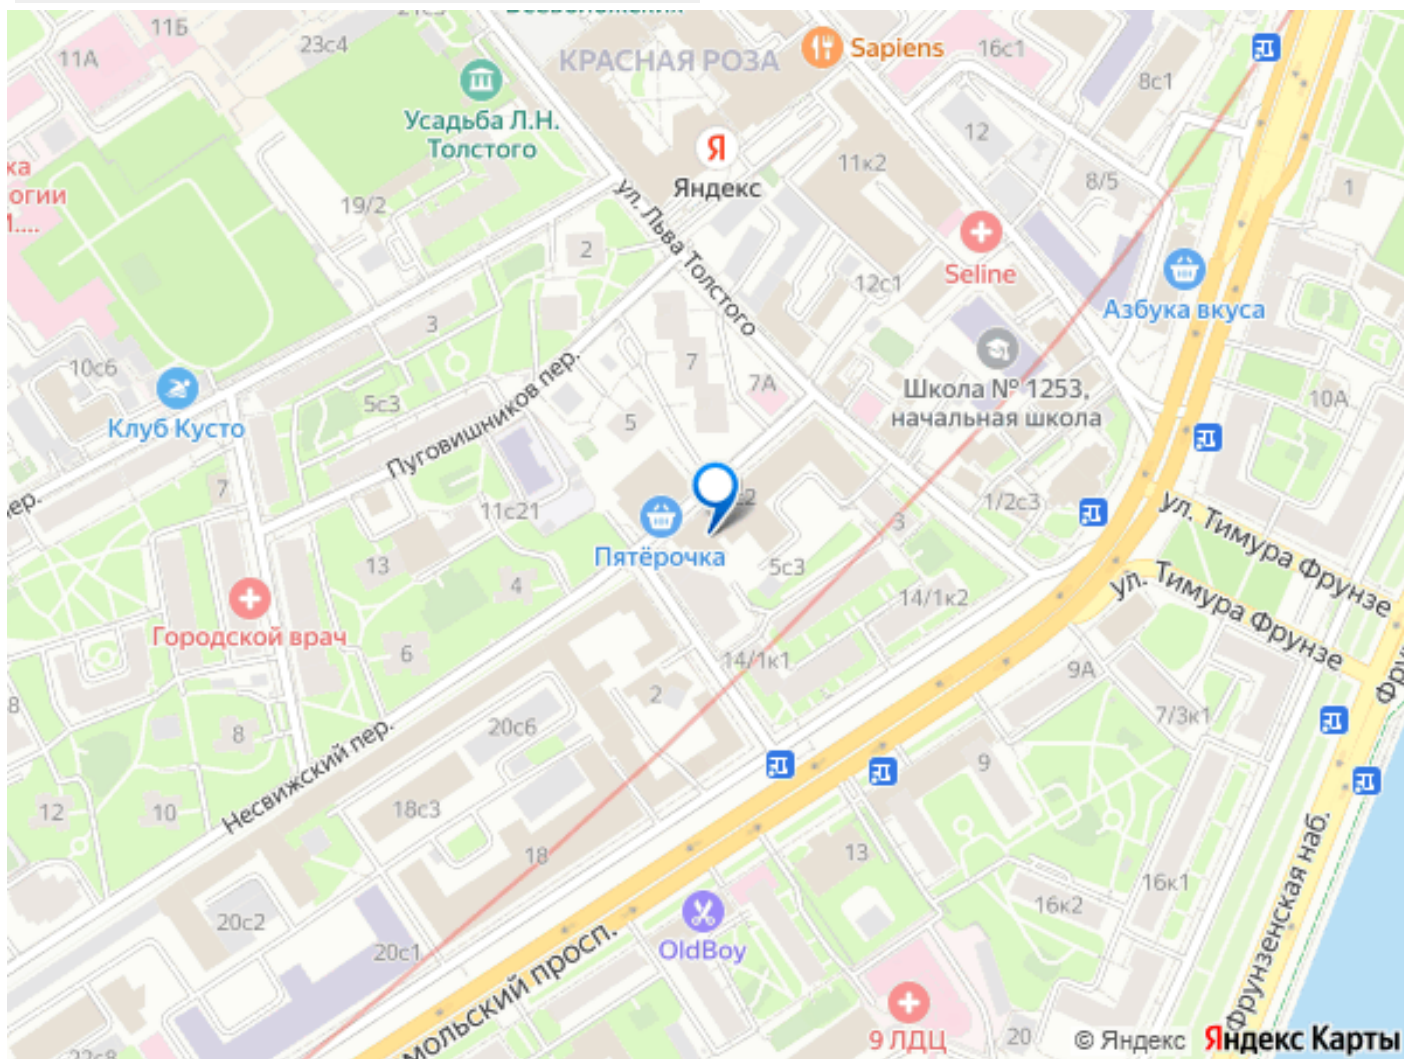 23с4
11Б
11А
КРАСНАЯ РОЗА
Sapiens
16с1
8с1
Усадьба Л.Н.
Толстого
Яндекс
11к2
12
8/5
1
19/2
ул. Льва Толстого
2
Seline
12с1
Азбука вкуса
3
10с6
Клуб Кусто
5с3
Пуговишников пер.
7
7А
Школа № 1253,
начальная школа
10А
5
7
11с21
с2
1/2с3
3
ул. Тимура Фрунзе
ул. Тимура Фрунзе
Пятёрочка
13
4
5с3
14/1к2
Городской врач
6
14/1к1
9А
7/3к1
8
8
2
20с6
9
Несвижский пер.
12
10
18с3
18
13
16к1
16к2
Фрунзенская наб.
20с2
20с1
OldBoy
мольский просп.
9 ЛДЦ
20
22с8
© Яндекс Яндекс Карты